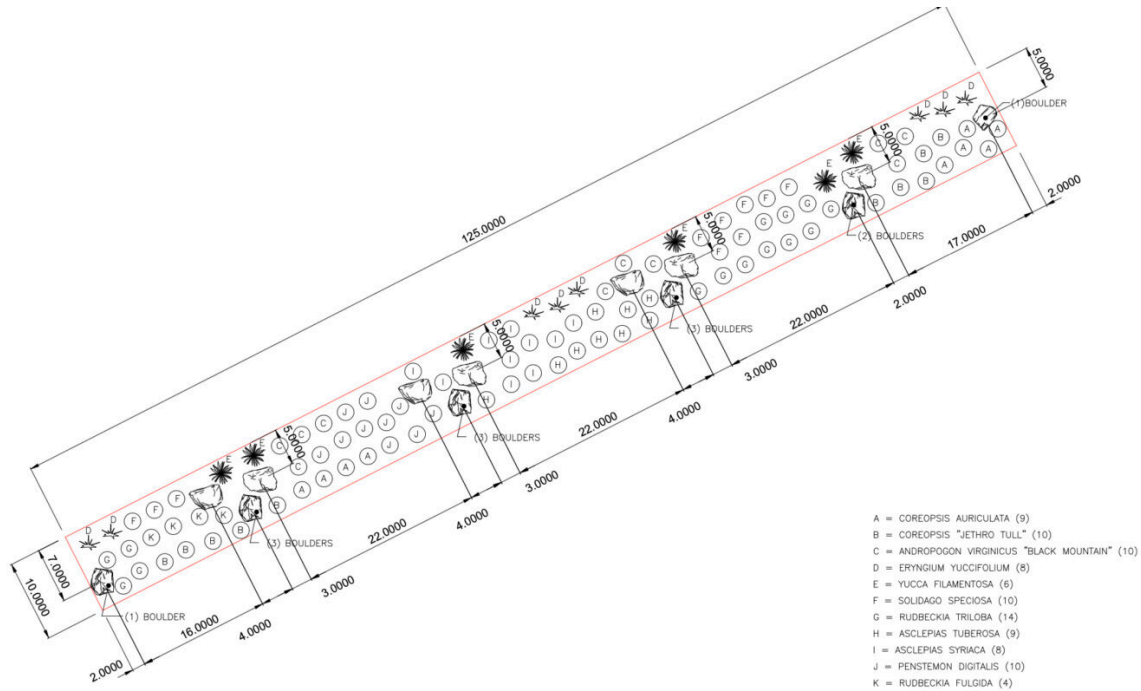 125.0000
5.0000
(1)BOULDER
D D D
A A
B A
C C B A
C B B A
B
E E
5.0000
2.0000
17.0000
(2) BOULDERS
2.0000
F F F F F
G G G G
F F G G G G
G G
E
5.0000
22.0000
(3) BOULDERS
3.0000
4.0000
C C
C H
H H H H
D D D
I I
I I I
I I H H H H
H
E
5.0000
22.0000
(3) BOULDERS
3.0000
4.0000
I I
C C J J
C J J J J
J J J
A A A
B
E E
5.0000
22.0000
(3) BOULDERS
3.0000
4.0000
D D
F F F
G G K K K K
G G B B B B
7.0000
10.0000
(1) BOULDER
16.0000
2.0000
A = COREOPSIS AURICULATA (9)
B = COREOPSIS "JETHRO TULL" (10)
C = ANDROPOGON VIRGINICUS "BLACK MOUNTAIN" (10)
D = ERYNGIUM YUCCIFOLIUM (8)
E = YUCCA FILAMENTOSA (6)
F = SOLIDAGO SPECIOSA (10)
G = RUDBECKIA TRILOBA (14)
H = ASCLEPIAS TUBEROSA (9)
I = ASCLEPIAS SYRIACA (8)
J = PENSTEMON DIGITALIS (10)
K = RUDBECKIA FULGIDA (4)